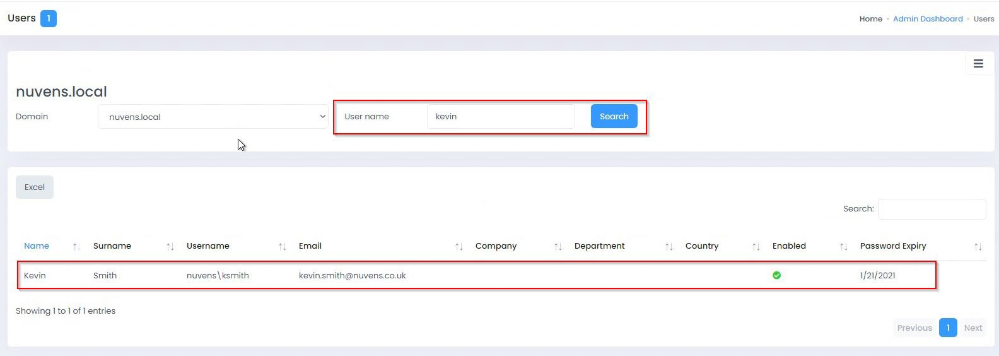 Users 1
Home Admin Dashboard Users
nuvens.local
Domain nuvens.local User name kevin Search
Excel
Search:
Name Surname Username Email Company Department Country Enabled Password Expiry
Kevin Smith nuvens\ksmith kevin.smith@nuvens.co.uk 1/21/2021
Showing 1 to 1 of 1 entries
Previous 1 Next